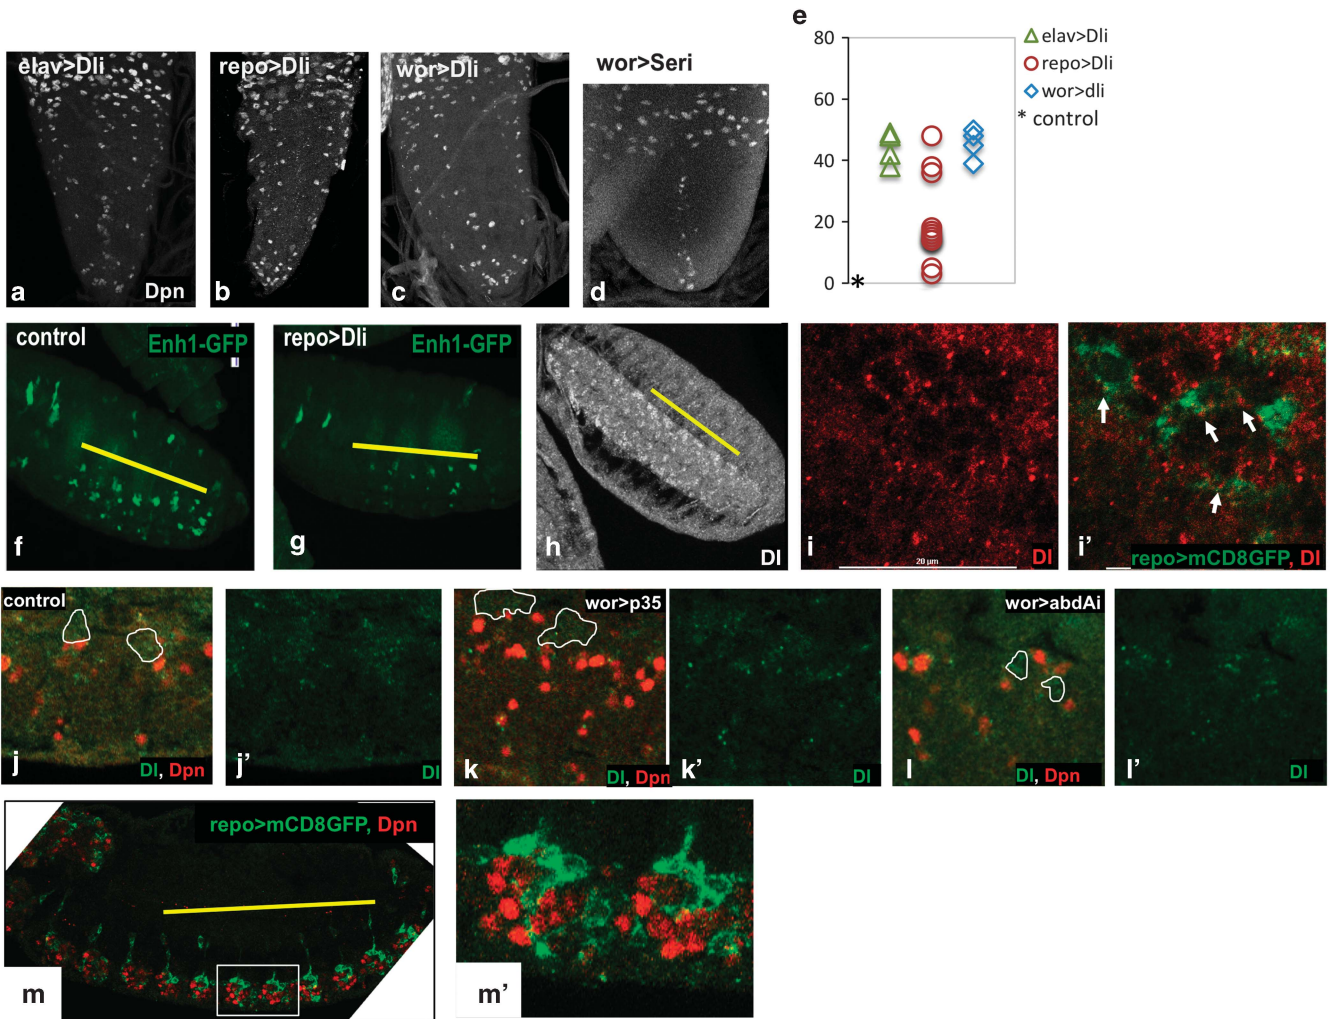 e
elav>Dli
repo>Dli
wor>Dli
wor>Seri
a
Dpn
b
c
d
80
60
40
20
0
*
elav>Dli
repo>Dli
wor>dli
* control
control
Enh1-GFP
f
repo>Dli
Enh1-GFP
g
h
Dl
i
20 µm
Dl
i’
repo>mCD8GFP, Dl
control
j
Dl, Dpn
j’
Dl
wor>p35
k
Dl, Dpn
k’
Dl
wor>abdAi
l
Dl, Dpn
l’
Dl
repo>mCD8GFP, Dpn
m
m’